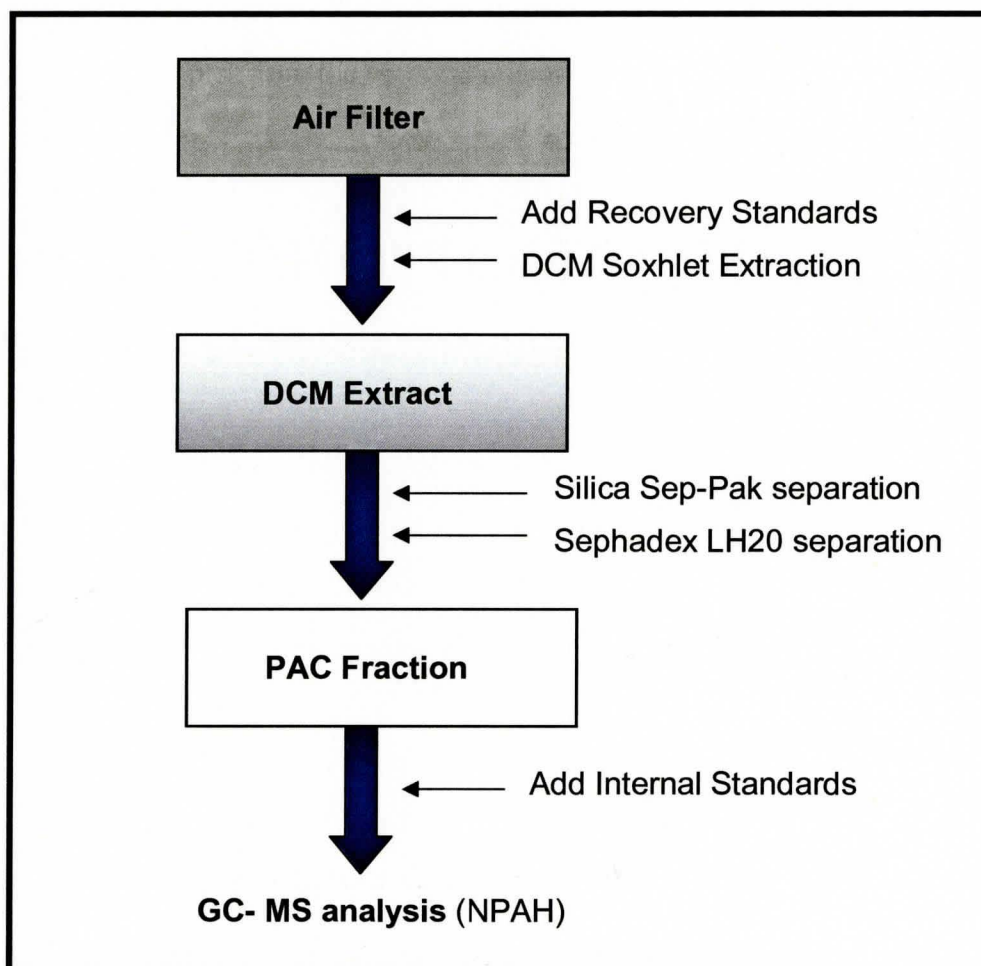 Air Filter
Add Recovery Standards
DCM Soxhlet Extraction
DCM Extract
Silica Sep-Pak separation
Sephadex LH20 separation
PAC Fraction
Add Internal Standards
GC- MS analysis (NPAH)